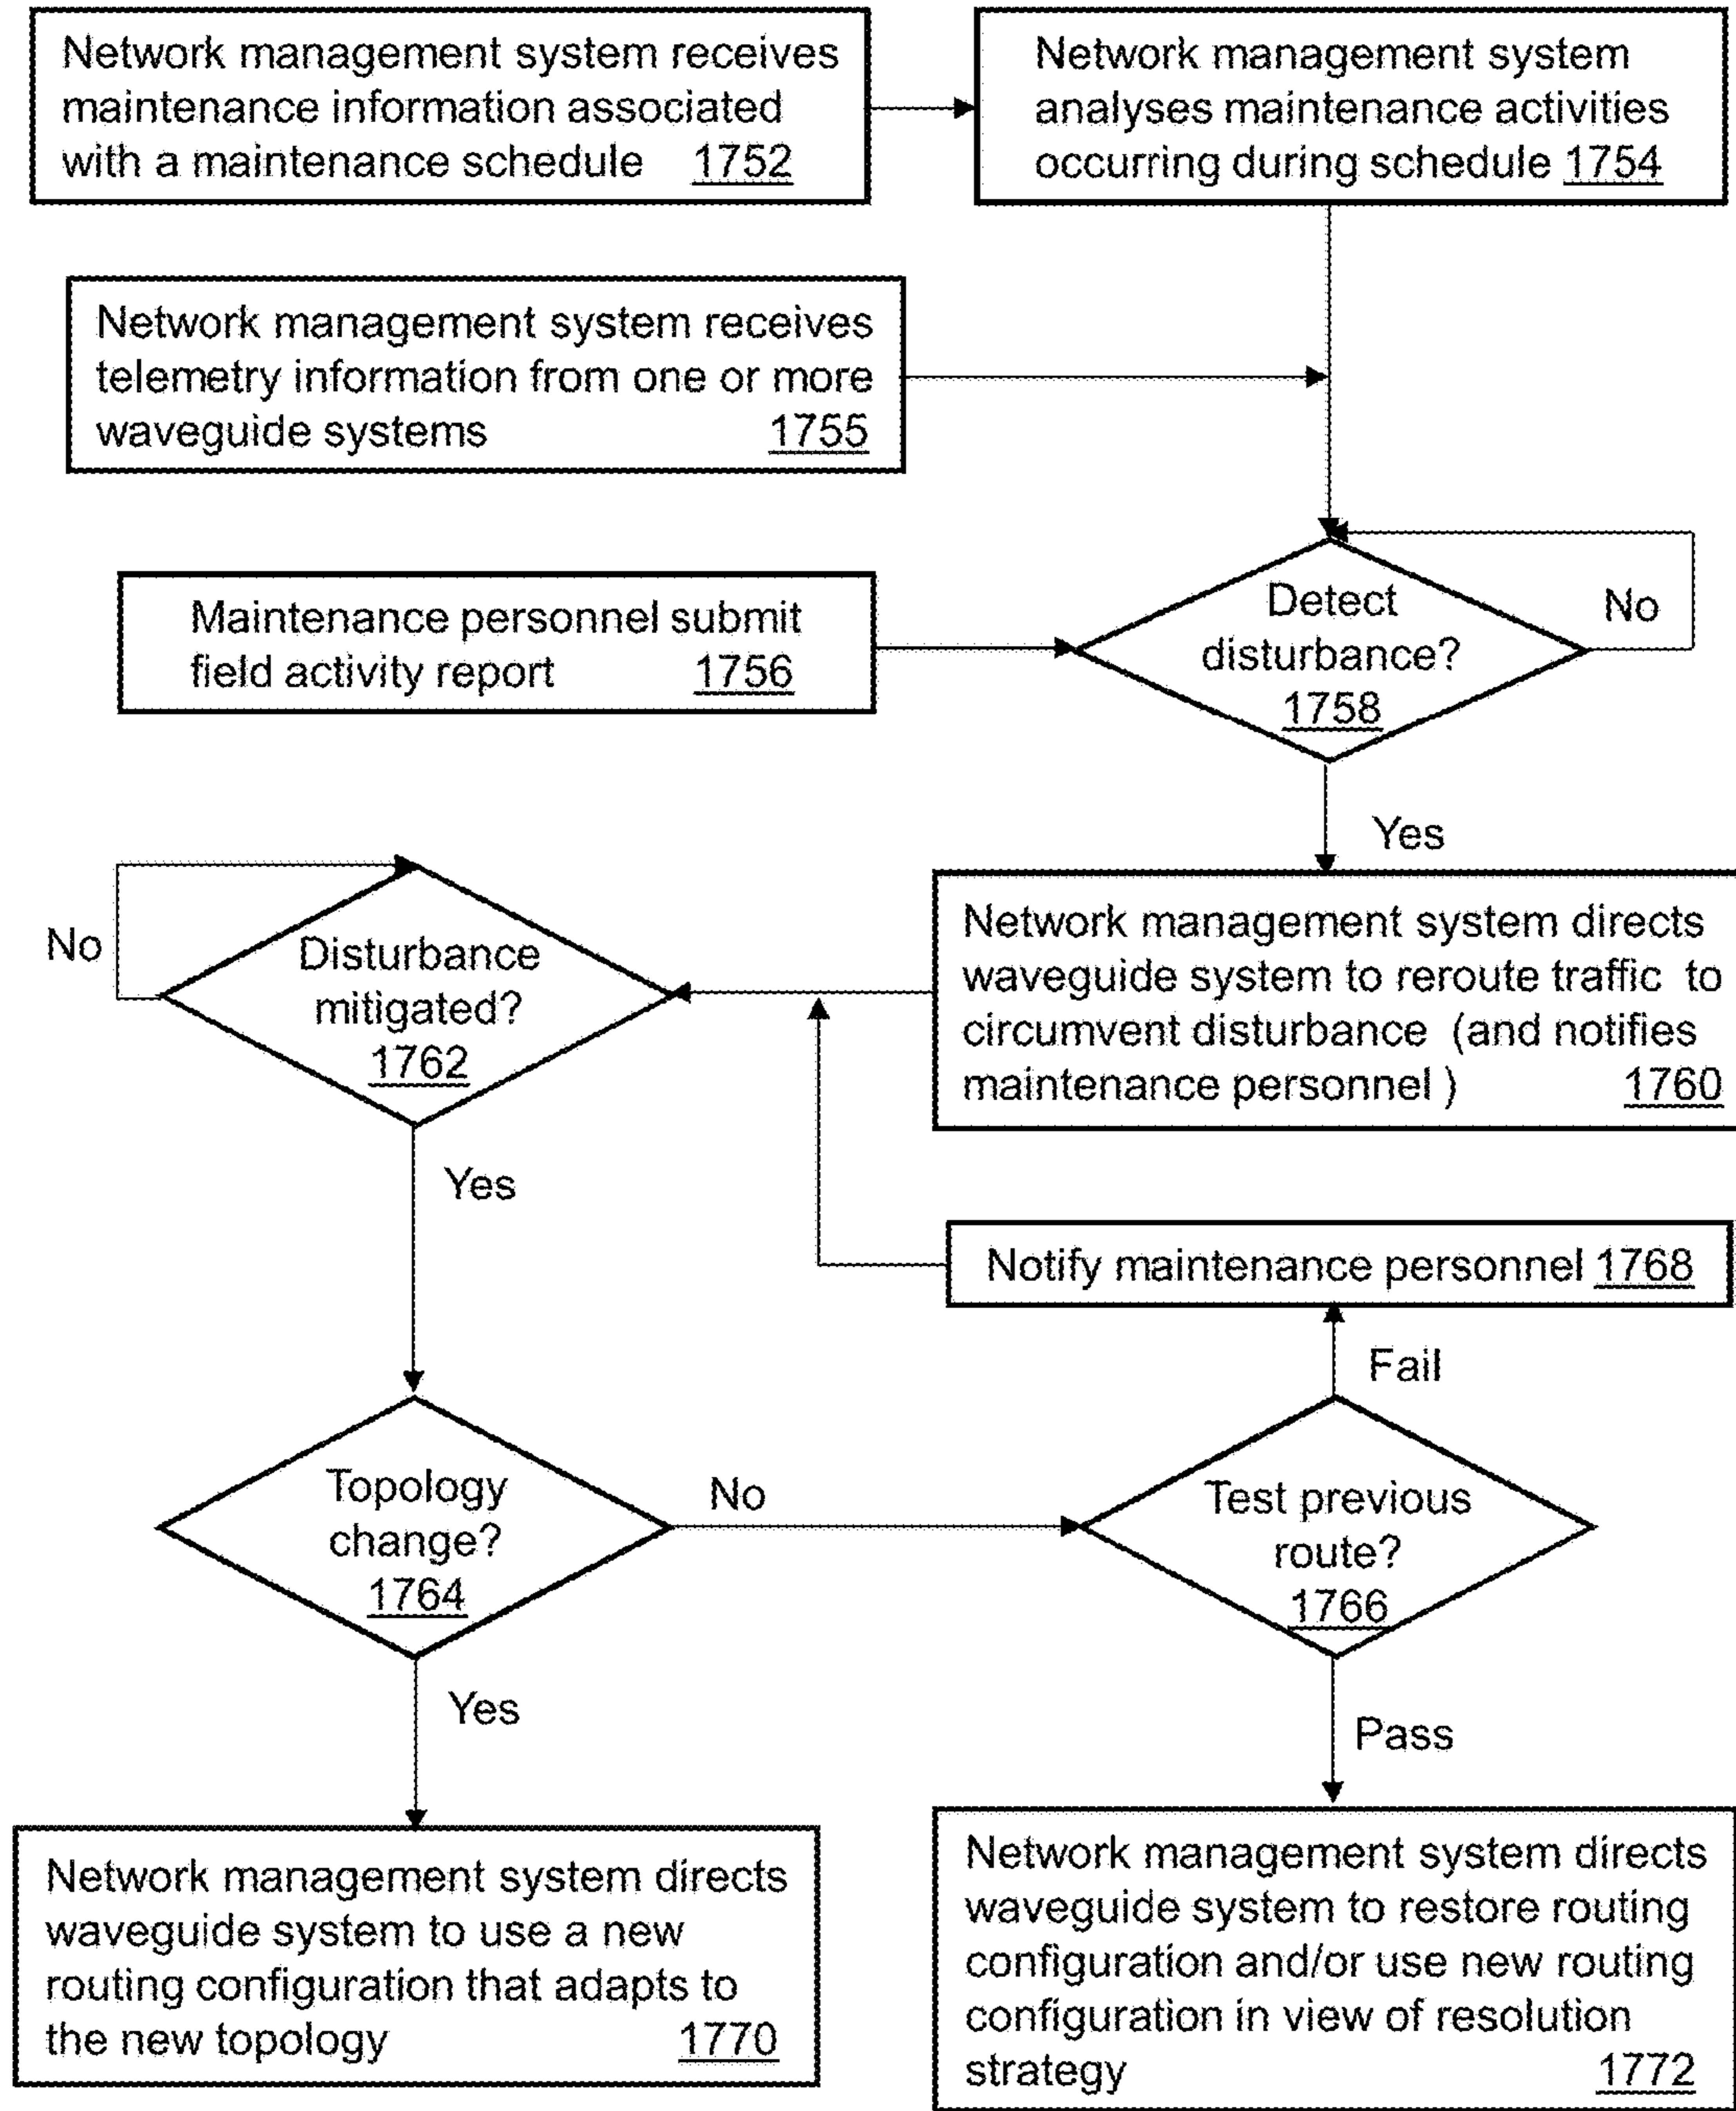 Network management system receives
maintenance information associated
with a maintenance schedule 1752
Network management system
analyses maintenance activities
occurring during schedule 1754
Network management system receives
telemetry information from one or more
waveguide systems 1755
Maintenance personnel submit
field activity report 1756
Detect
disturbance?
1758
No
Yes
Network management system directs
waveguide system to reroute traffic to
circumvent disturbance (and notifies
maintenance personnel ) 1760
No
Disturbance
mitigated?
1762
Yes
Notify maintenance personnel 1768
Fail
Topology
change?
1764
No
Test previous
route?
1766
Yes
Pass
Network management system directs
waveguide system to use a new
routing configuration that adapts to
the new topology 1770
Network management system directs
waveguide system to restore routing
configuration and/or use new routing
configuration in view of resolution
strategy 1772